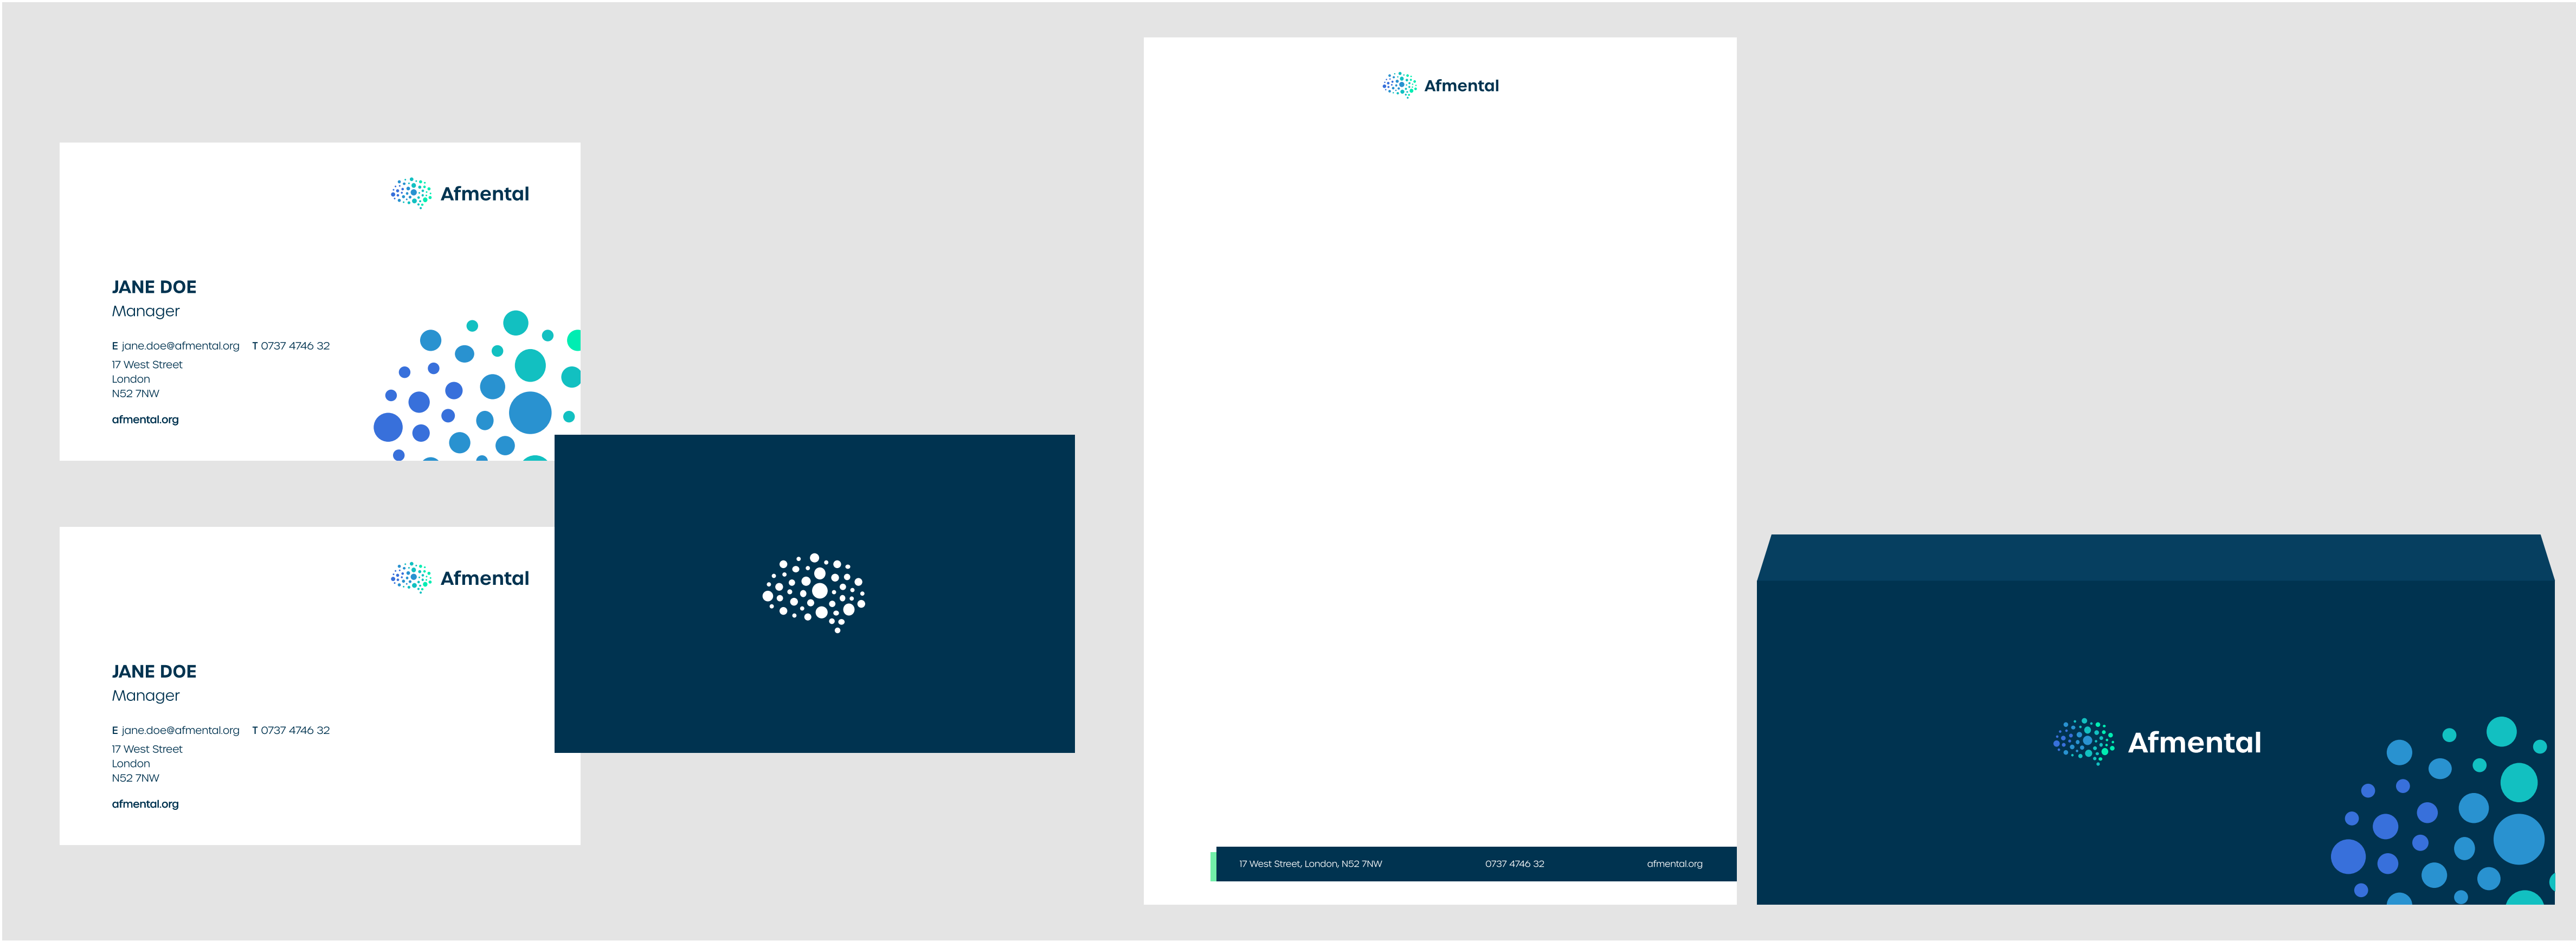 Afmental
JANE DOE
Manager
E jane.doe@afmental.org T 0737 4746 32
17 West Street
London
N52 7NW
afmental.org
Afmental
JANE DOE
Manager
E jane.doe@afmental.org T 0737 4746 32
17 West Street
London
N52 7NW
afmental.org
Afmental
17 West Street, London, N52 7NW 0737 4746 32 afmental.org
Afmental